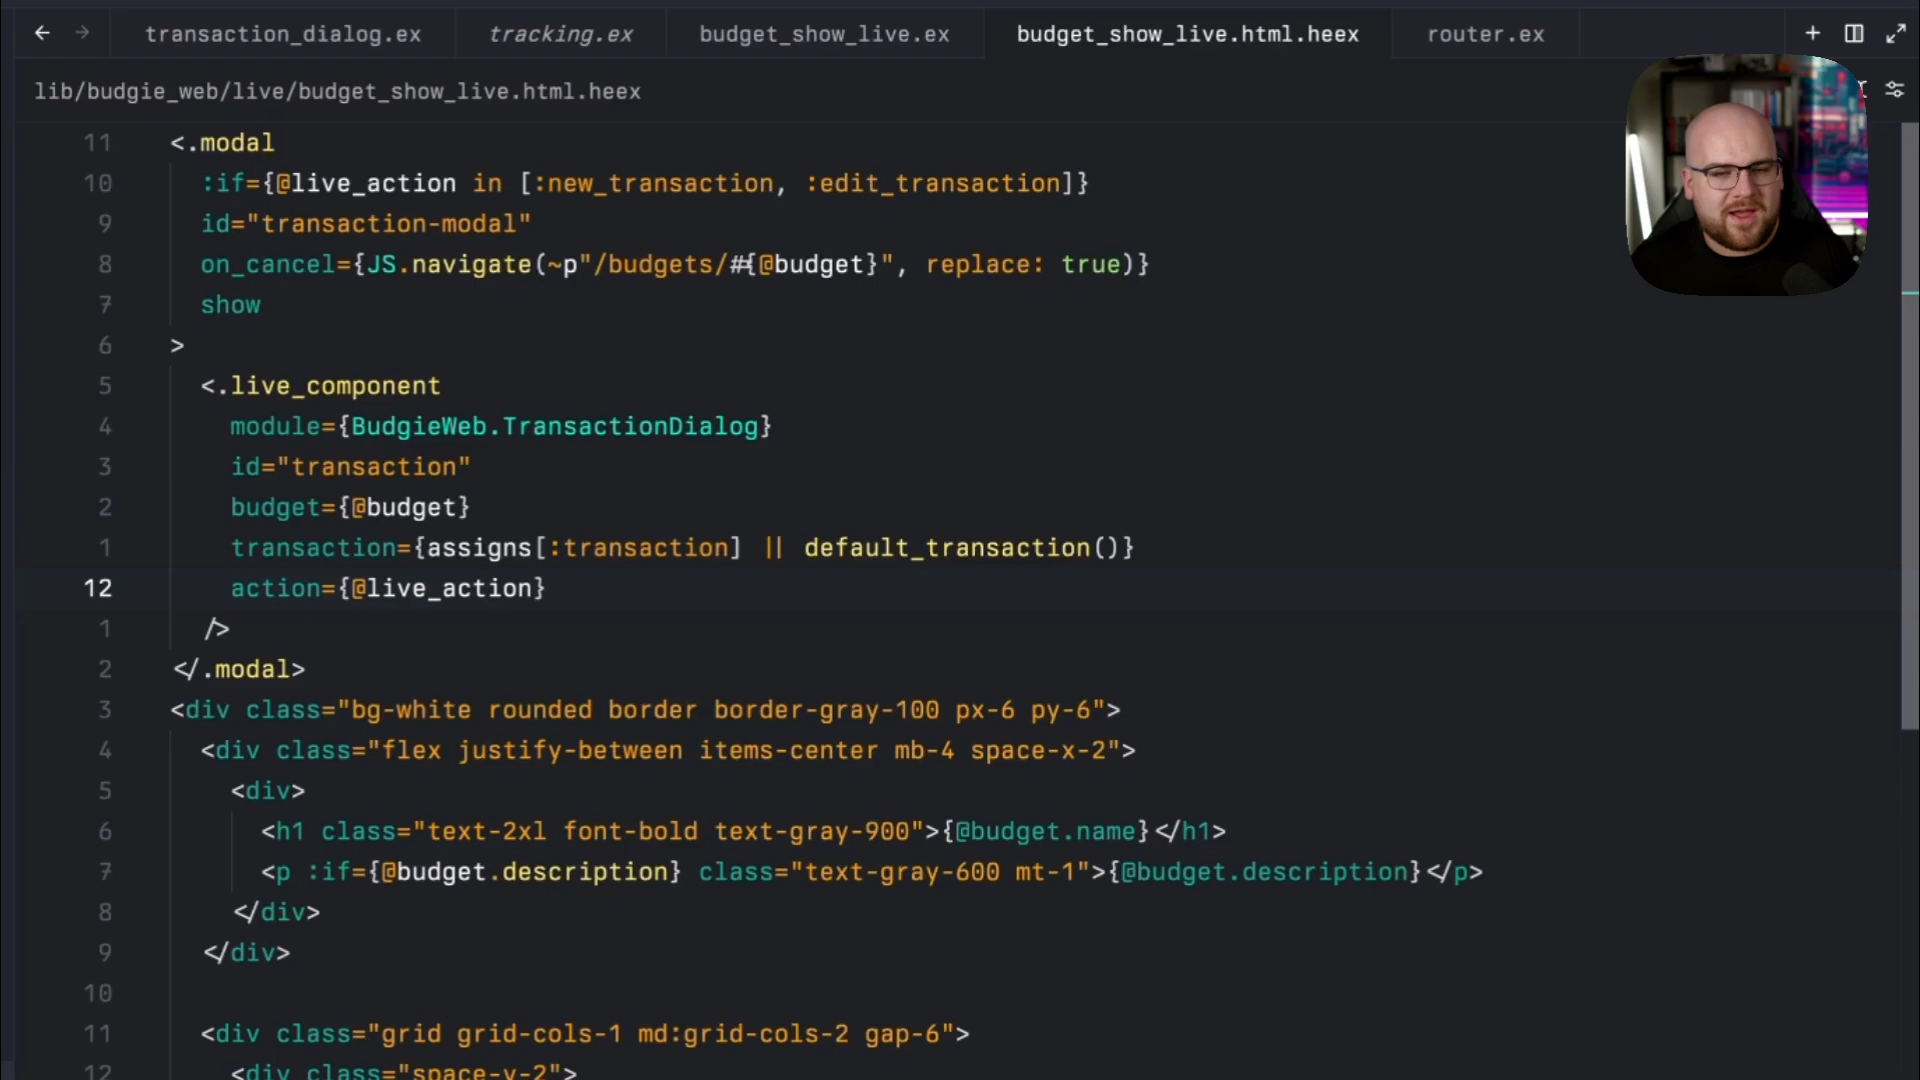 transaction_dialog.ex tracking.ex budget_show_live.ex budget_show_live.html.heex router.ex
lib/budgie_web/live/budget_show_live.html.heex
11 <.modal
10 :if={@live_action in [:new_transaction, :edit_transaction]}
9 id="transaction-modal"
8 on_cancel={JS.navigate(~p"/budgets/#{@budget}", replace: true)}
7 show
6 >
5 <.live_component
4 module={BudgieWeb.TransactionDialog}
3 id="transaction"
2 budget={@budget}
1 transaction={assigns[:transaction] || default_transaction()}
12 action={@live_action}
1 />
2 </.modal>
3 <div class="bg-white rounded border border-gray-100 px-6 py-6">
4 <div class="flex justify-between items-center mb-4 space-x-2">
5 <div>
6 <h1 class="text-2xl font-bold text-gray-900">{@budget.name}</h1>
7 <p :if={@budget.description} class="text-gray-600 mt-1">{@budget.description}</p>
8 </div>
9 </div>
10
11 <div class="grid grid-cols-1 md:grid-cols-2 gap-6">
12 <div class="space-y-2">